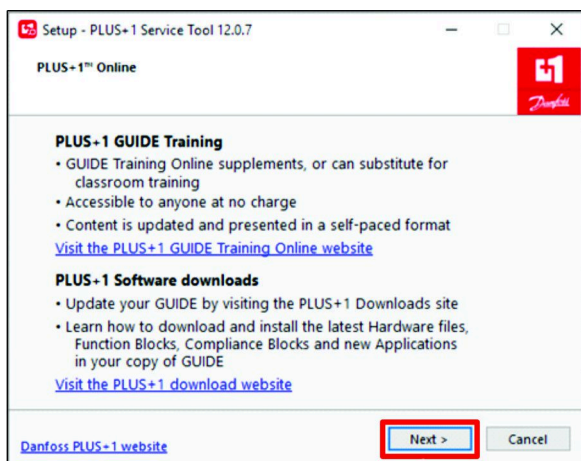 Setup - PLUS+1 Service Tool 12.0.7
PLUS+1™ Online
Danfoss
PLUS+1 GUIDE Training
• GUIDE Training Online supplements, or can substitute for
classroom training
• Accessible to anyone at no charge
• Content is updated and presented in a self-paced format
Visit the PLUS+1 GUIDE Training Online website
PLUS+1 Software downloads
• Update your GUIDE by visiting the PLUS+1 Downloads site
• Learn how to download and install the latest Hardware files,
Function Blocks, Compliance Blocks and new Applications
in your copy of GUIDE
Visit the PLUS+1 download website
Danfoss PLUS+1 website
Next >
Cancel